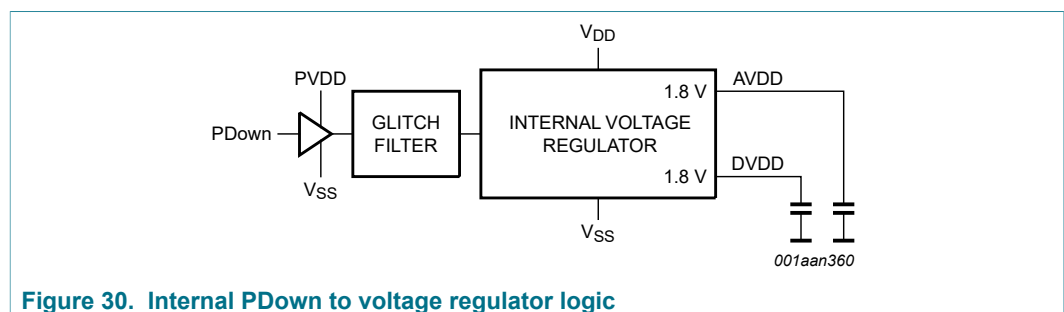 VDD
PVDD
PDown
VSS
GLITCH
FILTER
INTERNAL VOLTAGE
REGULATOR
1.8 V
AVDD
1.8 V
DVDD
VSS
001aan360
Figure 30. Internal PDown to voltage regulator logic